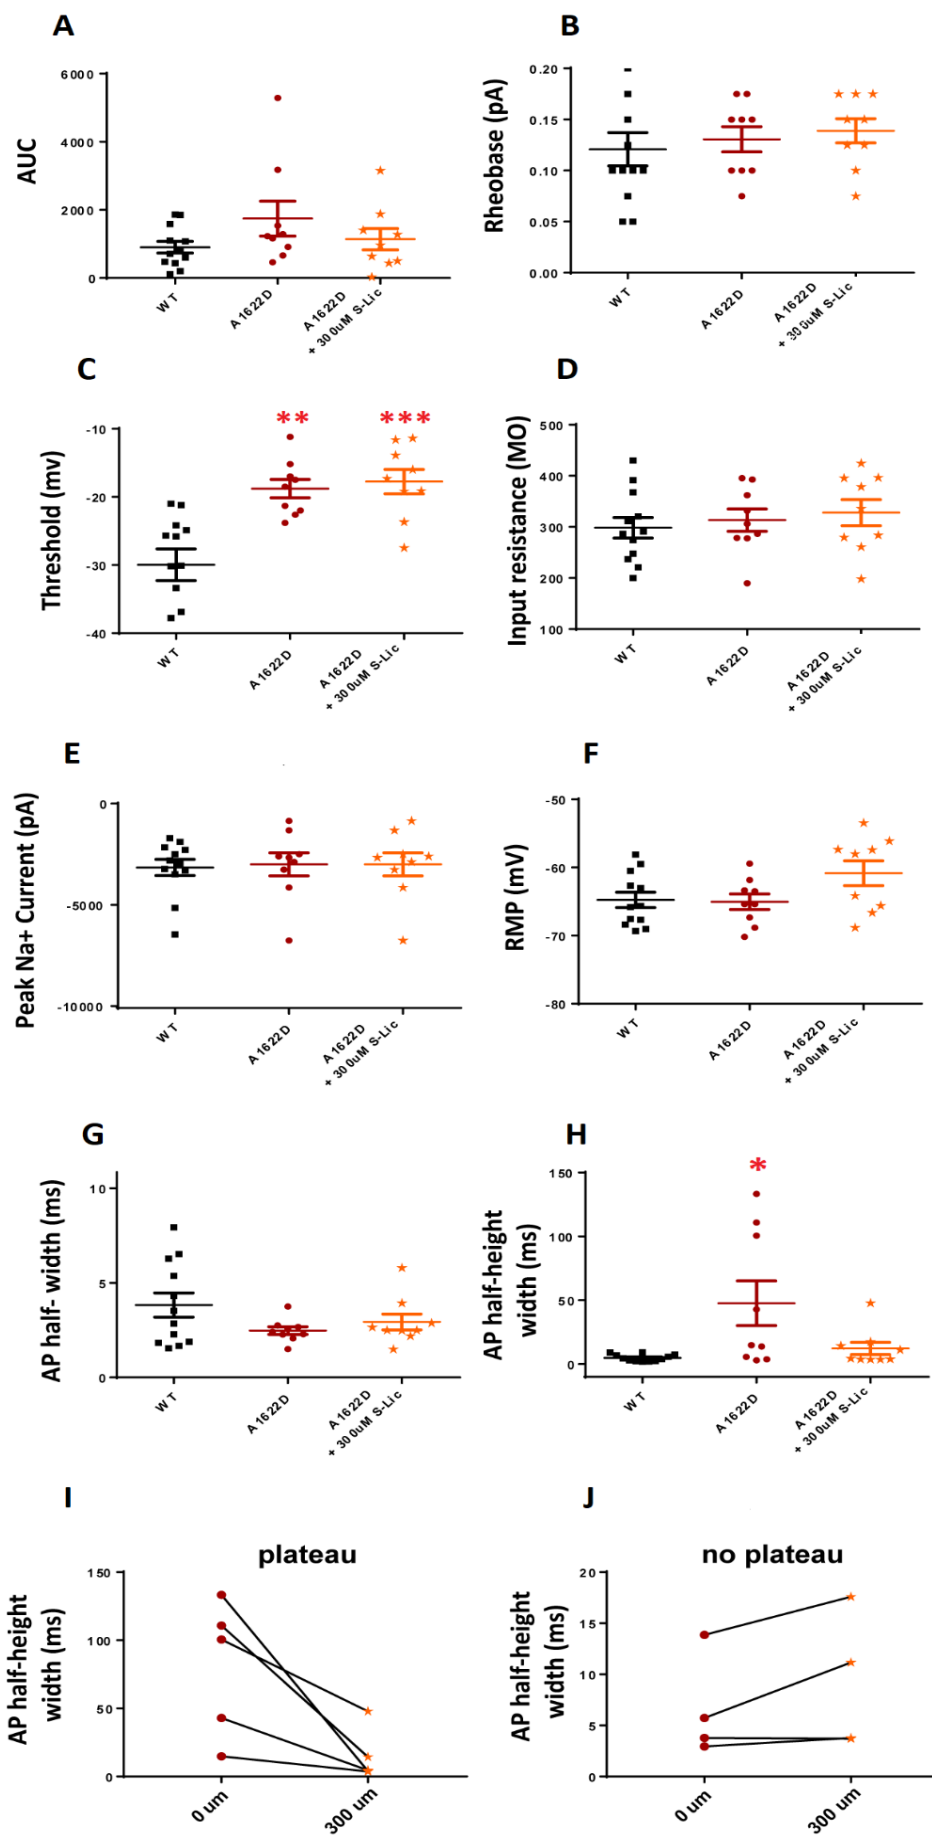 A
B
6000
4000
2000
0
AUC
WT
A1622D
A1622D
+ 300uM S-Lic
0.20
0.15
0.10
0.05
0.00
Rheobase (pA)
WT
A1622D
A1622D
+ 300uM S-Lic
C
D
**
***
-10
-20
-30
-40
Threshold (mv)
WT
A1622D
A1622D
+ 300uM S-Lic
500
400
300
200
100
Input resistance (MO)
WT
A1622D
A1622D
+ 300uM S-Lic
E
F
0
-5000
-10000
Peak Na+ Current (pA)
WT
A1622D
A1622D
+ 300uM S-Lic
-50
-60
-70
-80
RMP (mV)
WT
A1622D
A1622D
+ 300uM S-Lic
G
H
10
5
0
AP half- width (ms)
WT
A1622D
A1622D
+ 300uM S-Lic
*
150
100
50
0
AP half-height
width (ms)
WT
A1622D
A1622D
+ 300uM S-Lic
I
J
plateau
150
100
50
0
AP half-height
width (ms)
0 um
300 um
no plateau
20
15
10
5
0
AP half-height
width (ms)
0 um
300 um